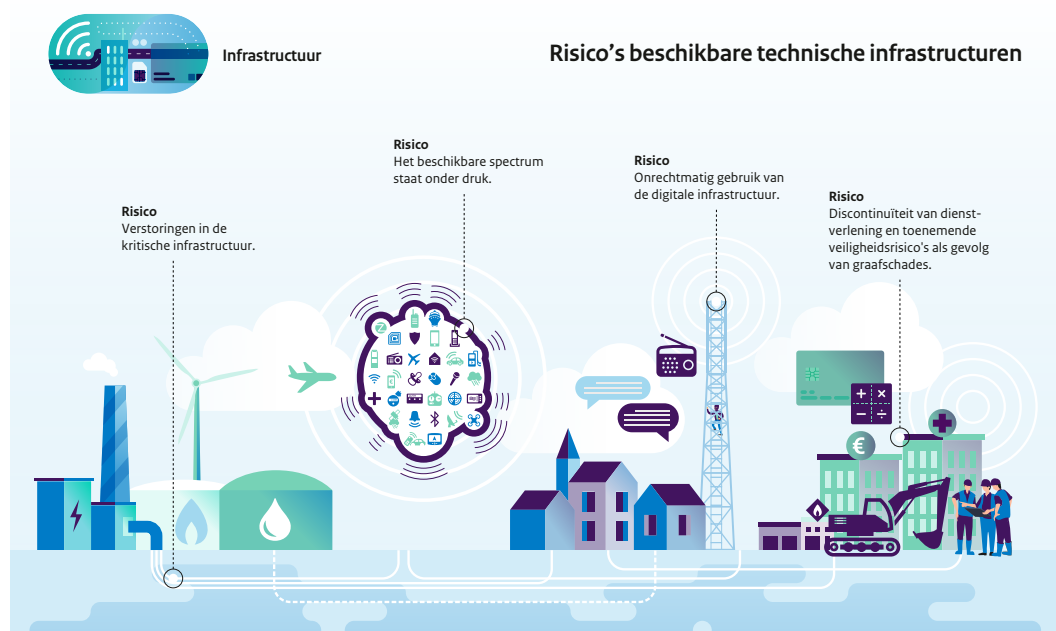 Infrastructuur
Risico's beschikbare technische infrastructuren
Risico
Het beschikbare spectrum
staat onder druk.
Risico
Onrechtmatig gebruik van
de digitale infrastructuur.
Risico
Discontinuïteit van dienst-
verlening en toenemende
veiligheidsrisico's als gevolg
van graafschades.
Risico
Verstoringen in de
kritische infrastructuur.
€